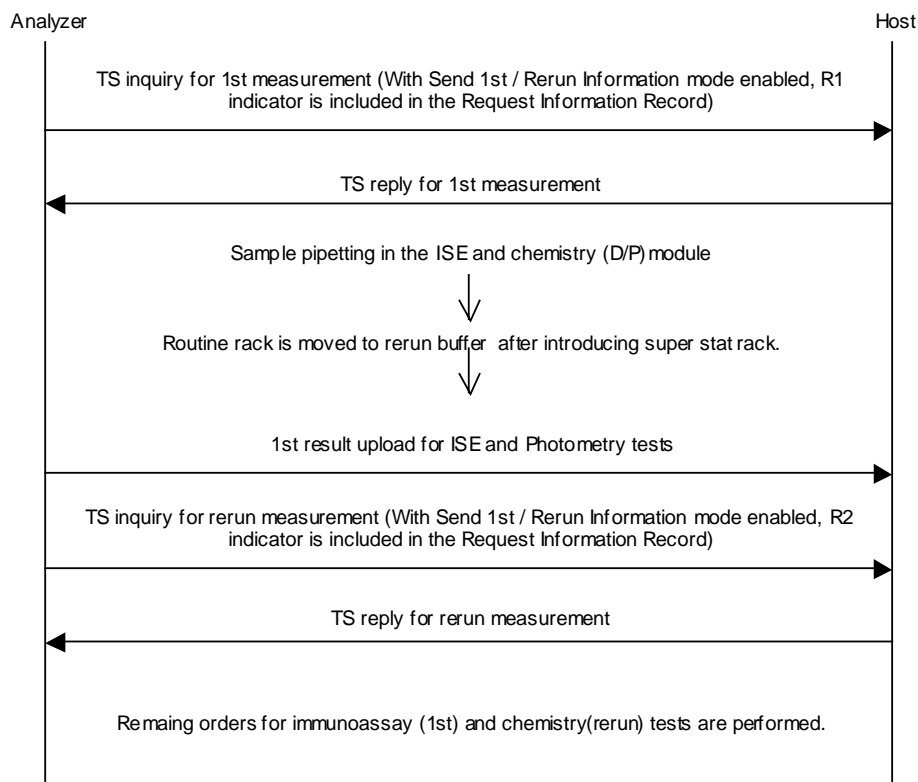 Analyzer
Host
TS inquiry for 1st measurement (With Send 1st / Rerun Information mode enabled, R1
indicator is included in the Request Information Record)
TS reply for 1st measurement
Sample pipetting in the ISE and chemistry (D/P) module
Routine rack is moved to rerun buffer after introducing super stat rack.
1st result upload for ISE and Photometry tests
TS inquiry for rerun measurement (With Send 1st / Rerun Information mode enabled, R2
indicator is included in the Request Information Record)
TS reply for rerun measurement
Remaing orders for immunoassay (1st) and chemistry(rerun) tests are performed.